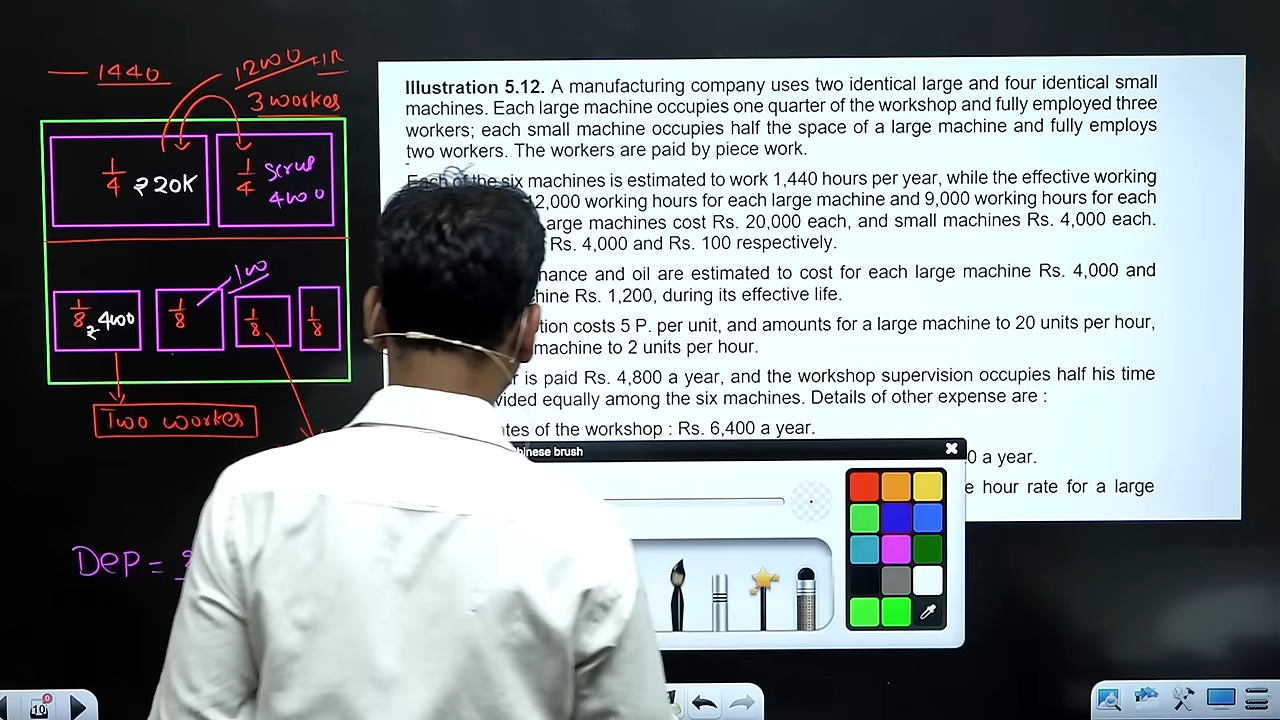 — 1440
12000 HR
3 workes
1/4 ₹20K
1/4 scrap 4000
1/8 ₹4000
1/8
100
1/8
1/8
Two workes
Dep =
Illustration 5.12. A manufacturing company uses two identical large and four identical small
machines. Each large machine occupies one quarter of the workshop and fully employed three
workers; each small machine occupies half the space of a large machine and fully employs
two workers. The workers are paid by piece work.
Each of the six machines is estimated to work 1,440 hours per year, while the effective working
12,000 working hours for each large machine and 9,000 working hours for each
arge machines cost Rs. 20,000 each, and small machines Rs. 4,000 each.
Rs. 4,000 and Rs. 100 respectively.
nance and oil are estimated to cost for each large machine Rs. 4,000 and
hine Rs. 1,200, during its effective life.
tion costs 5 P. per unit, and amounts for a large machine to 20 units per hour,
machine to 2 units per hour.
r is paid Rs. 4,800 a year, and the workshop supervision occupies half his time
vided equally among the six machines. Details of other expense are :
tes of the workshop : Rs. 6,400 a year.
hinese brush
0 a year.
e hour rate for a large
10